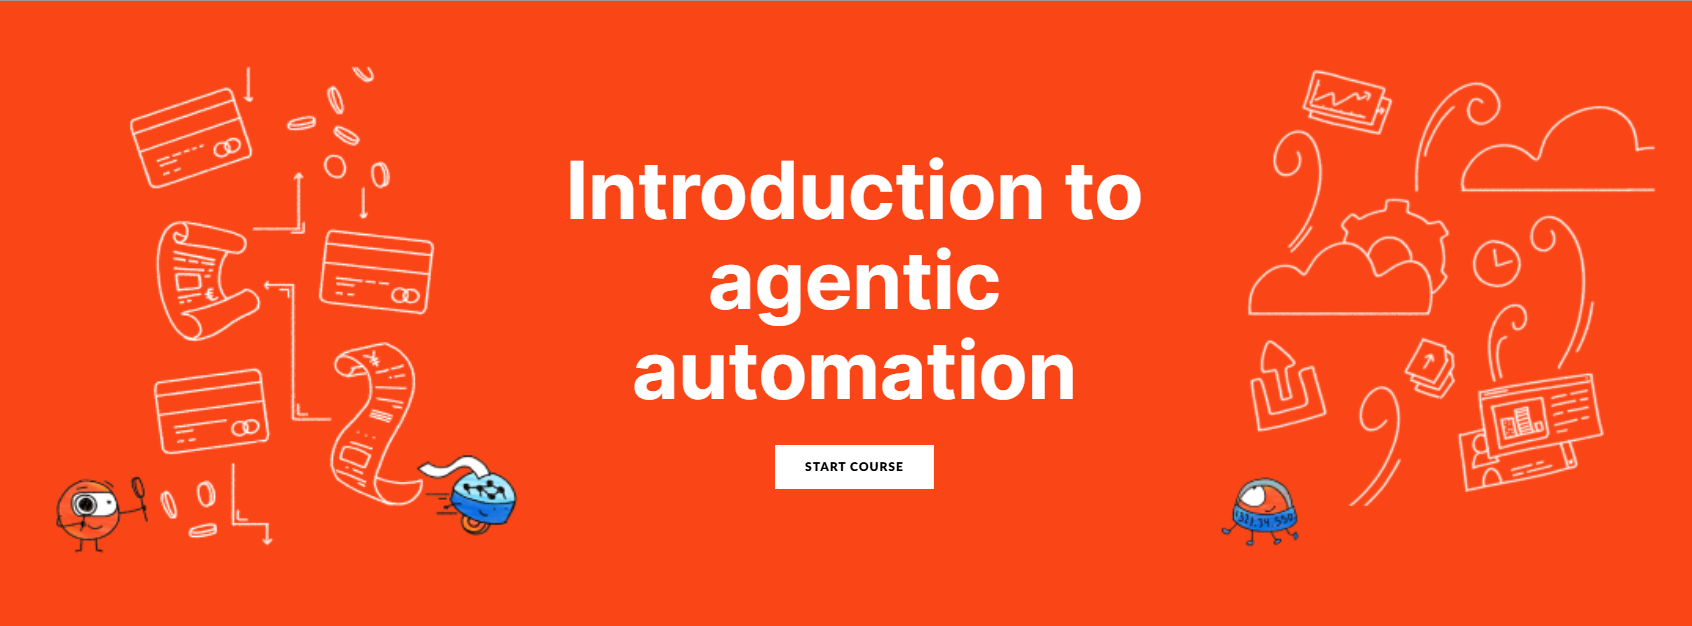 Introduction to
agentic
automation
START COURSE